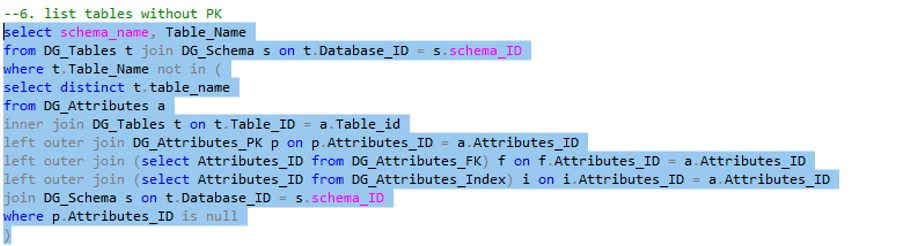 --6. list tables without PK
select schema_name, Table_Name
from DG_Tables t join DG_Schema s on t.Database_ID = s.schema_ID
where t.Table_Name not in (
select distinct t.table_name
from DG_Attributes a
inner join DG_Tables t on t.Table_ID = a.Table_id
left outer join DG_Attributes_PK p on p.Attributes_ID = a.Attributes_ID
left outer join (select Attributes_ID from DG_Attributes_FK) f on f.Attributes_ID = a.Attributes_ID
left outer join (select Attributes_ID from DG_Attributes_Index) i on i.Attributes_ID = a.Attributes_ID
join DG_Schema s on t.Database_ID = s.schema_ID
where p.Attributes_ID is null
)